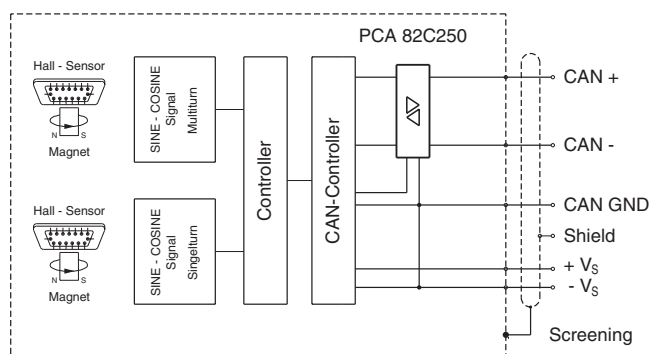 PCA 82C250
Hall - Sensor
N S
Magnet
SINE - COSINE
Signal
Multiturn
Hall - Sensor
N S
Magnet
SINE - COSINE
Signal
Singelturn
Controller
CAN-Controller
CAN +
CAN -
CAN GND
Shield
+ VS
- VS
Screening